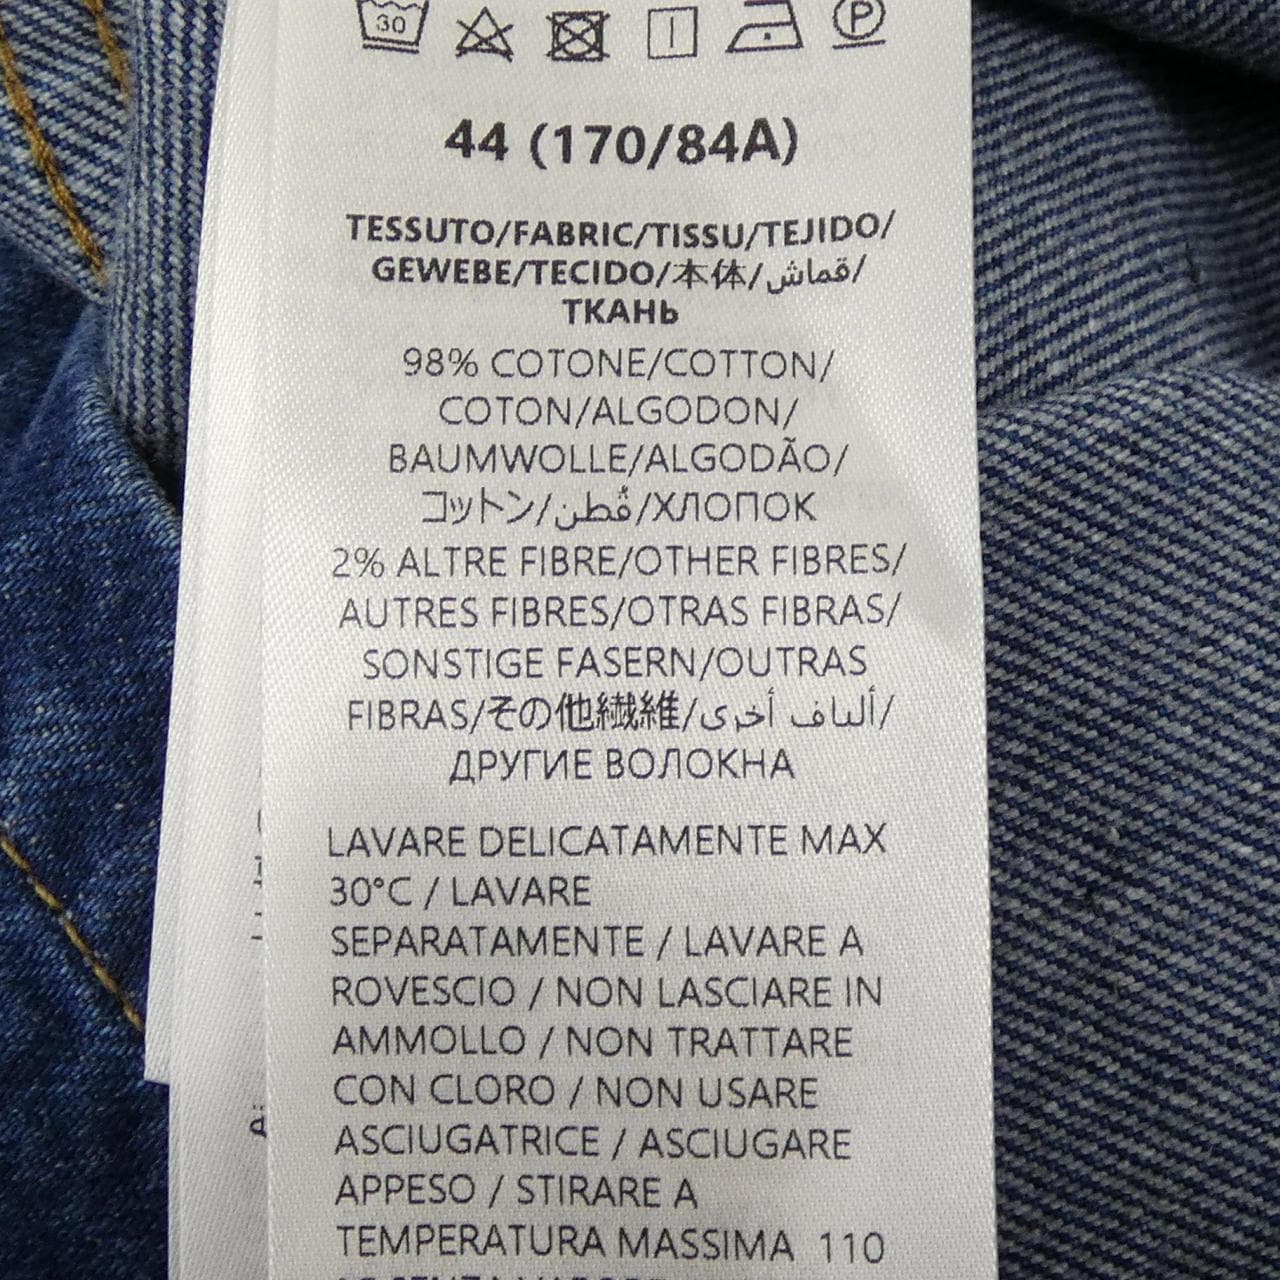 30
P
44 (170/84A)
TESSUTO/FABRIC/TISSU/TEJIDO/
GEWEBE/TECIDO/本体/قماش/
ТКАНЬ
98% COTONE/COTTON/
COTON/ALGODON/
BAUMWOLLE/ALGODÃO/
コットン/قُطن/ХЛОПОК
2% ALTRE FIBRE/OTHER FIBRES/
AUTRES FIBRES/OTRAS FIBRAS/
SONSTIGE FASERN/OUTRAS
FIBRAS/その他繊維/ألياف أخرى/
ДРУГИЕ ВОЛОКНА
LAVARE DELICATAMENTE MAX
30°C / LAVARE
SEPARATAMENTE / LAVARE A
ROVESCIO / NON LASCIARE IN
AMMOLLO / NON TRATTARE
CON CLORO / NON USARE
ASCIUGATRICE / ASCIUGARE
APPESO / STIRARE A
TEMPERATURA MASSIMA 110